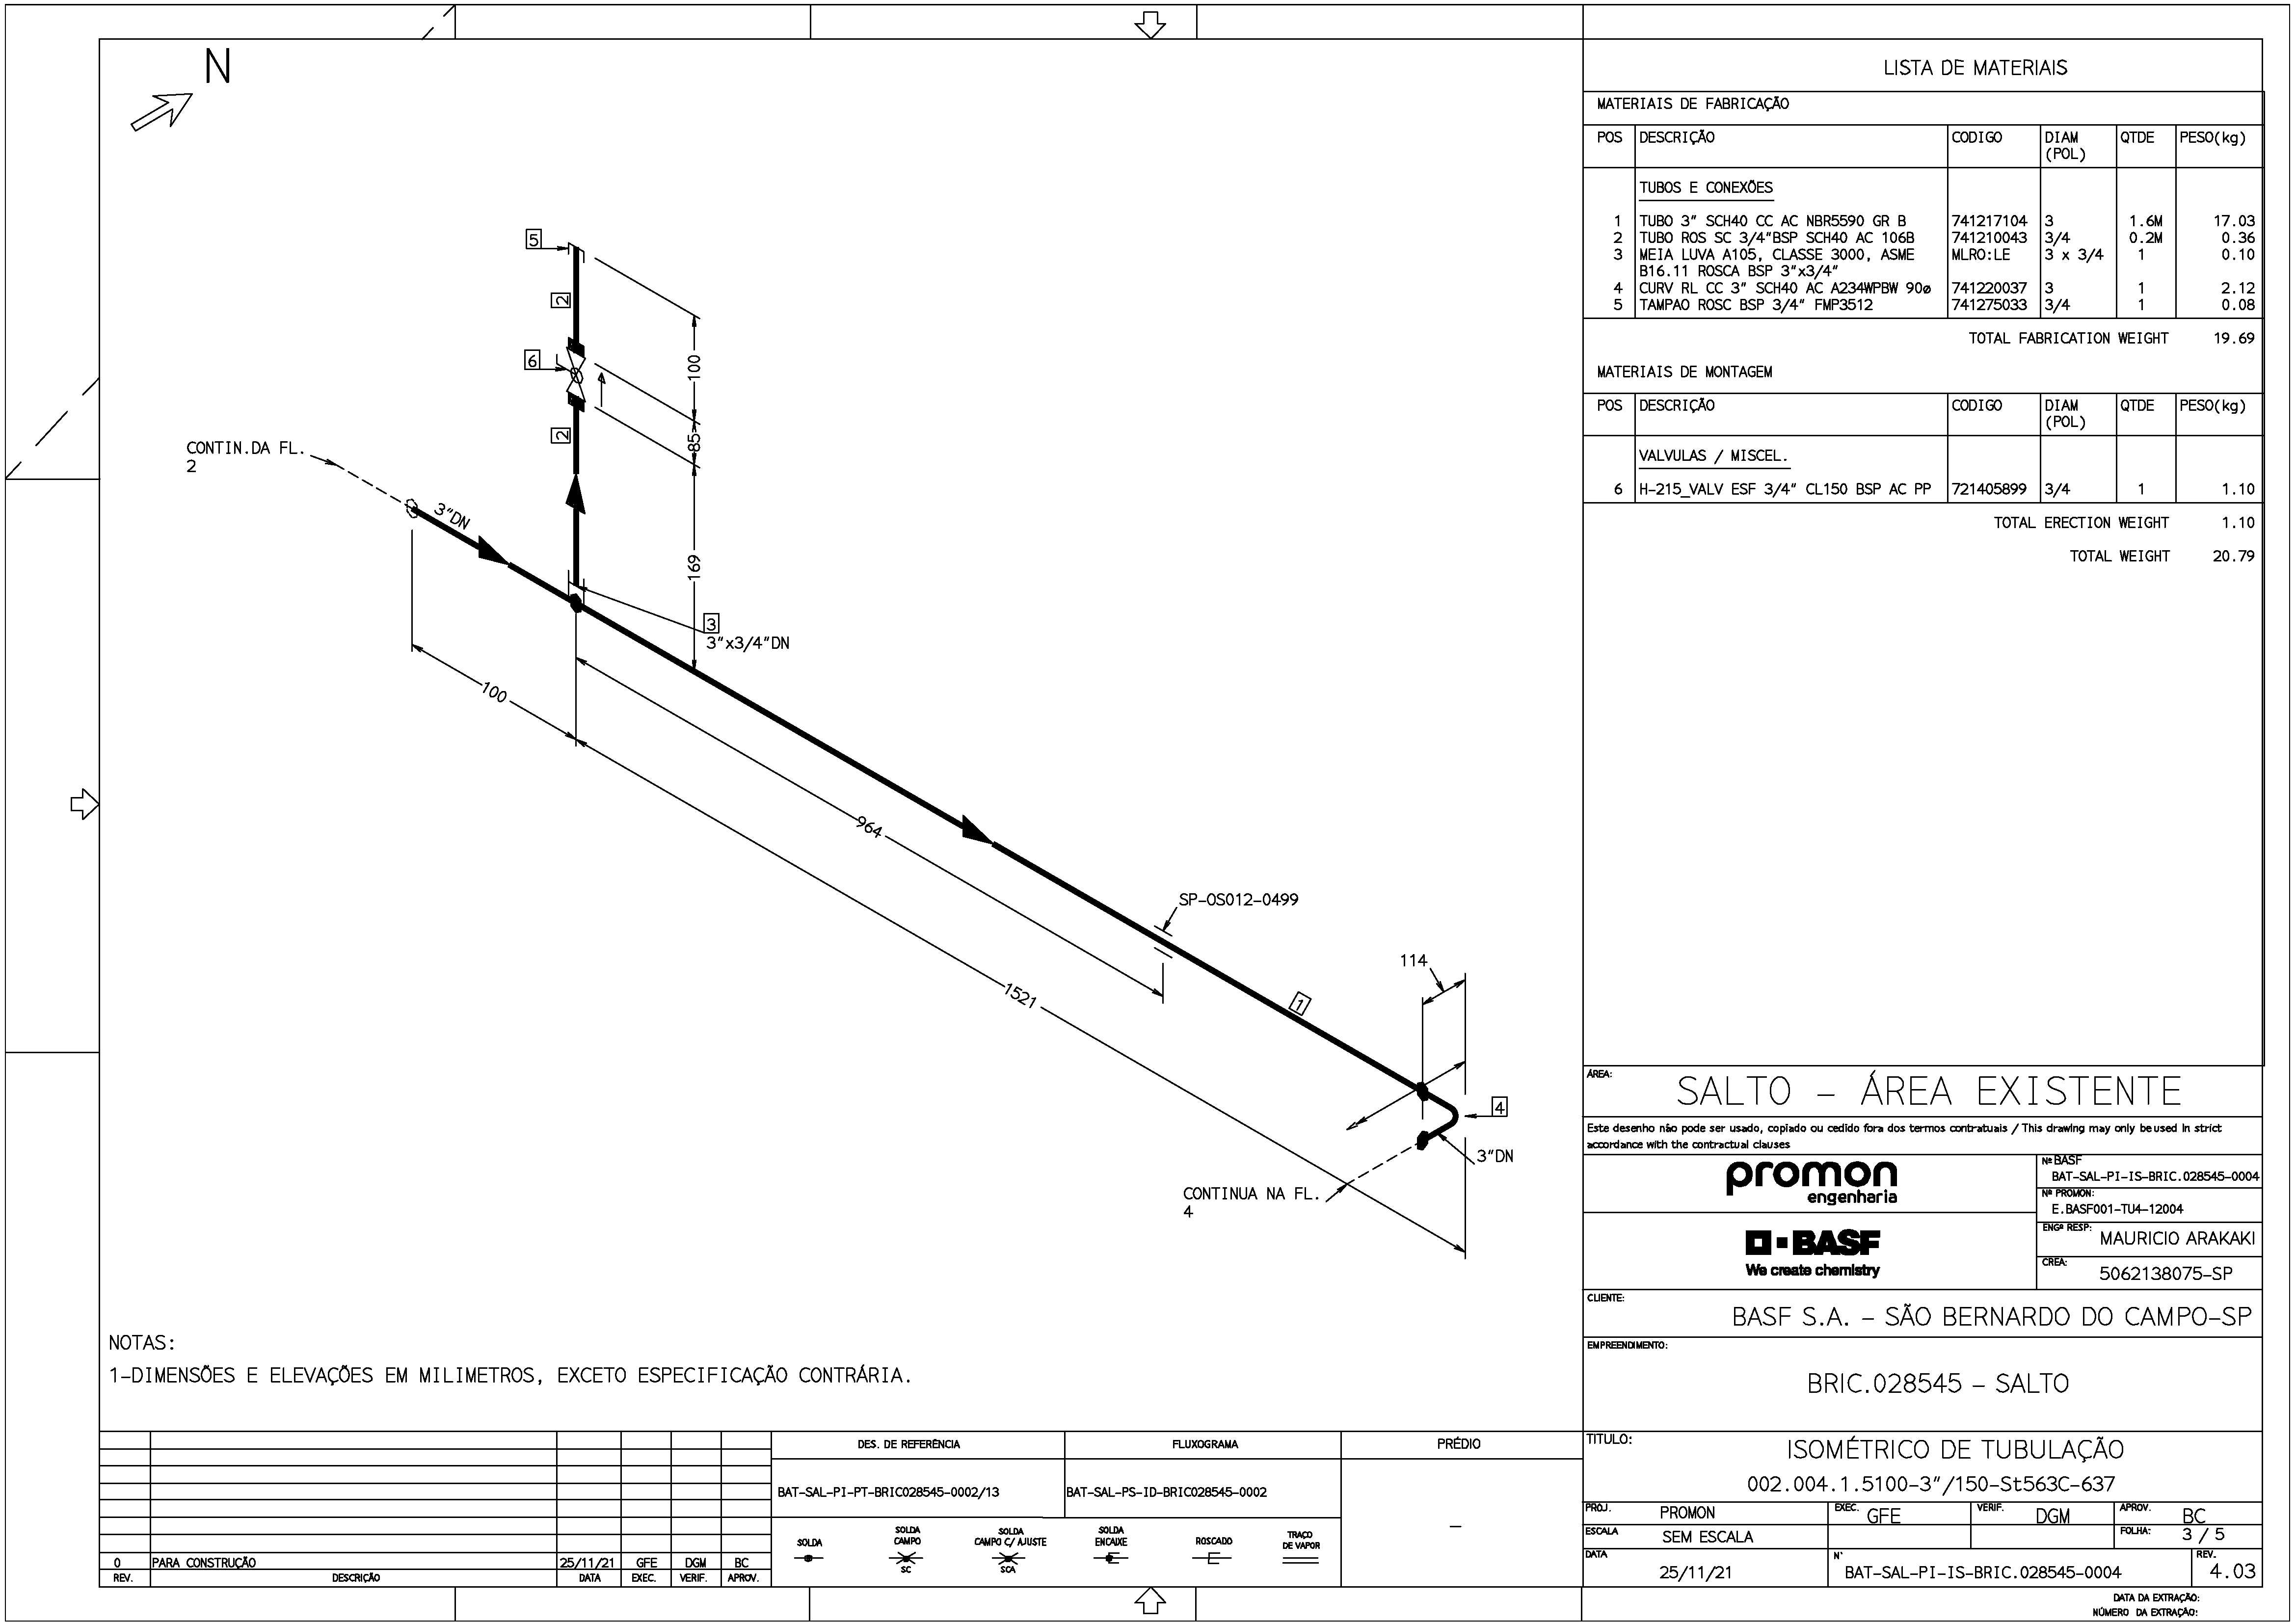 N
5
2
6
2
100
85
169
CONTIN.DA FL.
2
3"DN
3
3"x3/4"DN
100
964
1521
SP-OS012-0499
114
1
4
3"DN
CONTINUA NA FL.
4
NOTAS:
1-DIMENSÕES E ELEVAÇÕES EM MILIMETROS, EXCETO ESPECIFICAÇÃO CONTRÁRIA.
LISTA DE MATERIAIS
MATERIAIS DE FABRICAÇÃO
POS DESCRIÇÃO CODIGO DIAM (POL) QTDE PESO(kg)
TUBOS E CONEXÕES
1 TUBO 3" SCH40 CC AC NBR5590 GR B 741217104 3 1.6M 17.03
2 TUBO ROS SC 3/4"BSP SCH40 AC 106B 741210043 3/4 0.2M 0.36
3 MEIA LUVA A105, CLASSE 3000, ASME MLRO:LE 3 x 3/4 1 0.10
B16.11 ROSCA BSP 3"x3/4"
4 CURV RL CC 3" SCH40 AC A234WPBW 90ø 741220037 3 1 2.12
5 TAMPAO ROSC BSP 3/4" FMP3512 741275033 3/4 1 0.08
TOTAL FABRICATION WEIGHT 19.69
MATERIAIS DE MONTAGEM
POS DESCRIÇÃO CODIGO DIAM (POL) QTDE PESO(kg)
VALVULAS / MISCEL.
6 H-215_VALV ESF 3/4" CL150 BSP AC PP 721405899 3/4 1 1.10
TOTAL ERECTION WEIGHT 1.10
TOTAL WEIGHT 20.79
ÁREA:
SALTO - ÁREA EXISTENTE
Este desenho não pode ser usado, copiado ou cedido fora dos termos contratuais / This drawing may only be used in strict
accordance with the contractual clauses
promon
engenharia
Nº BASF
BAT-SAL-PI-IS-BRIC.028545-0004
Nº PROMON:
E.BASF001-TU4-12004
BASF
We create chemistry
ENGº RESP: MAURICIO ARAKAKI
CREA:
5062138075-SP
CLIENTE:
BASF S.A. - SÃO BERNARDO DO CAMPO-SP
EMPREENDIMENTO:
BRIC.028545 - SALTO
TITULO:
ISOMÉTRICO DE TUBULAÇÃO
002.004.1.5100-3"/150-St563C-637
PROJ. PROMON EXEC. GFE VERIF. DGM APROV. BC
ESCALA SEM ESCALA FOLHA: 3 / 5
DATA 25/11/21 N° BAT-SAL-PI-IS-BRIC.028545-0004 REV. 4.03
DATA DA EXTRAÇÃO:
NÚMERO DA EXTRAÇÃO:
DES. DE REFERÊNCIA FLUXOGRAMA PRÉDIO
BAT-SAL-PI-PT-BRIC028545-0002/13 BAT-SAL-PS-ID-BRIC028545-0002 -
SOLDA
SOLDA CAMPO
SC
SOLDA CAMPO C/ AJUSTE
SCA
SOLDA ENCAIXE
ROSCADO
TRAÇO DE VAPOR
0 PARA CONSTRUÇÃO 25/11/21 GFE DGM BC
REV. DESCRIÇÃO DATA EXEC. VERIF. APROV.